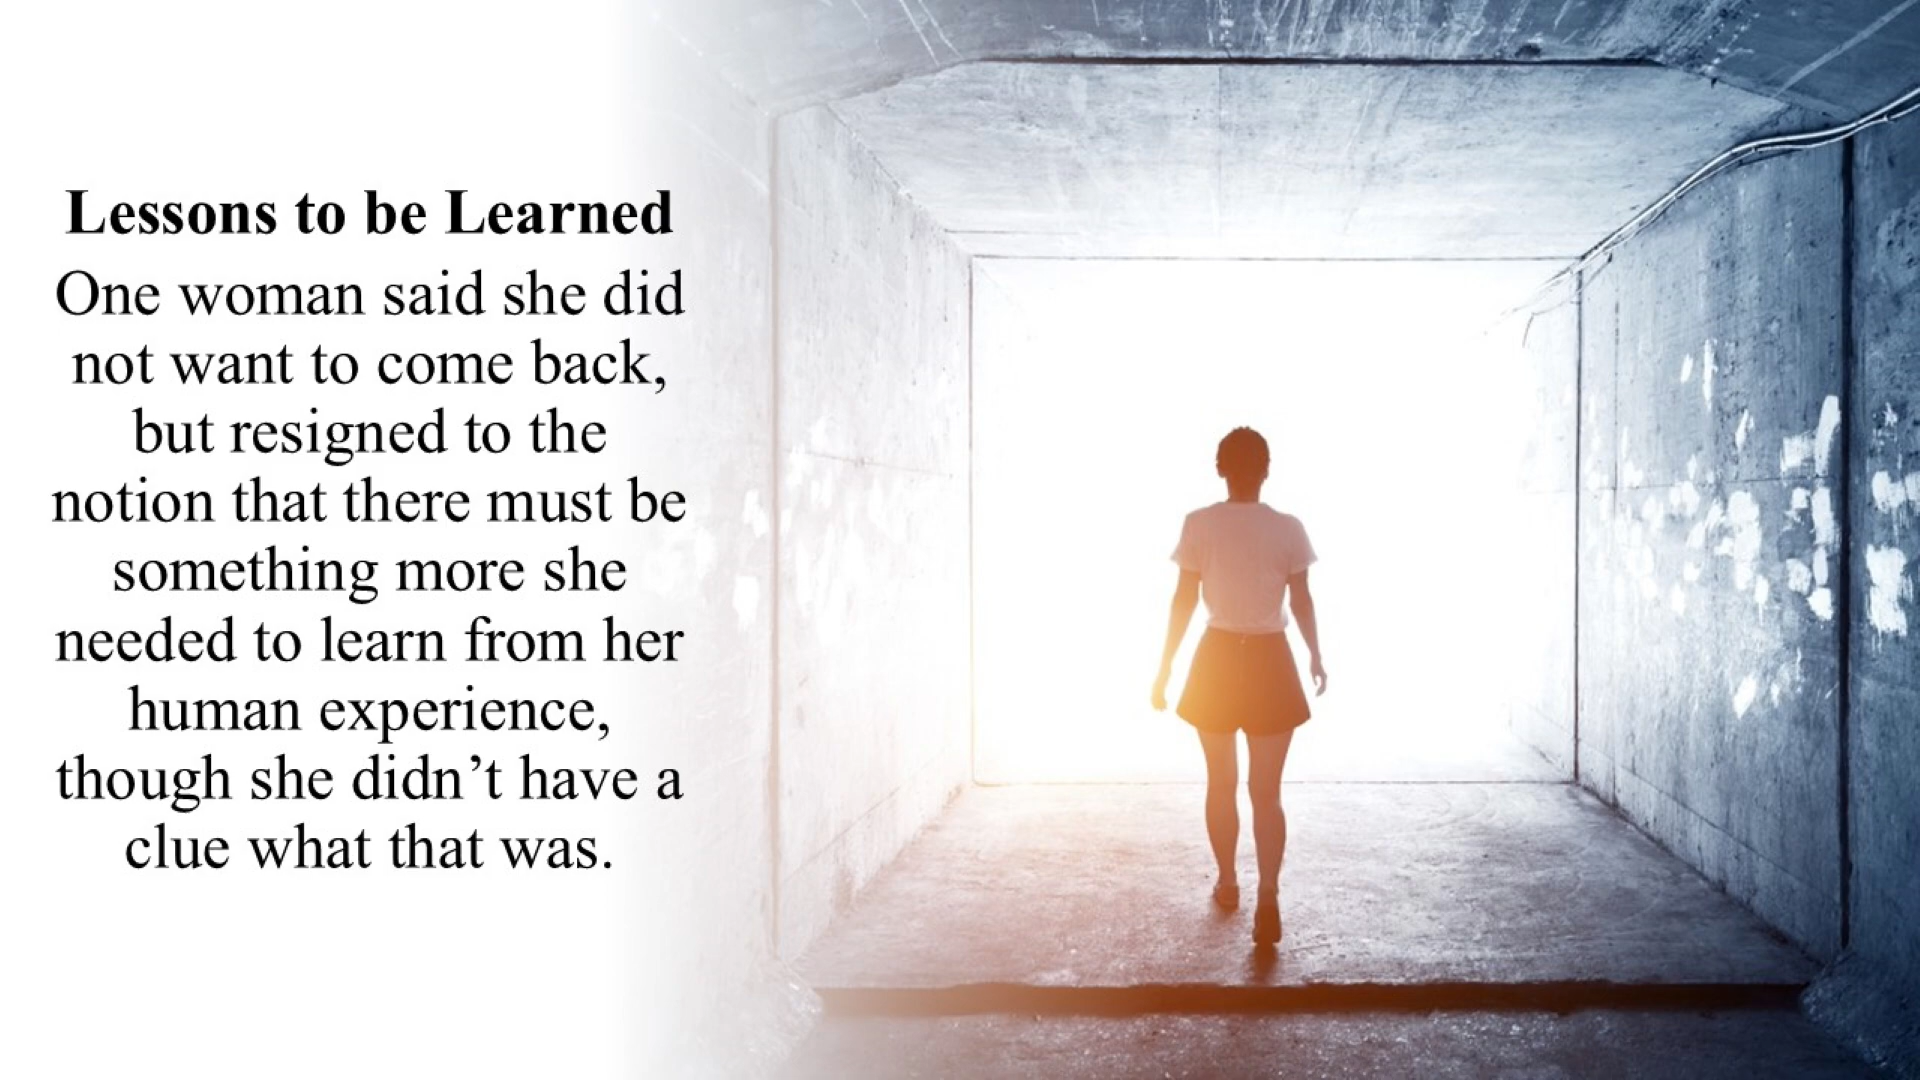 Lessons to be Learned
One woman said she did
not want to come back,
but resigned to the
notion that there must be
something more she
needed to learn from her
human experience,
though she didn’t have a
clue what that was.